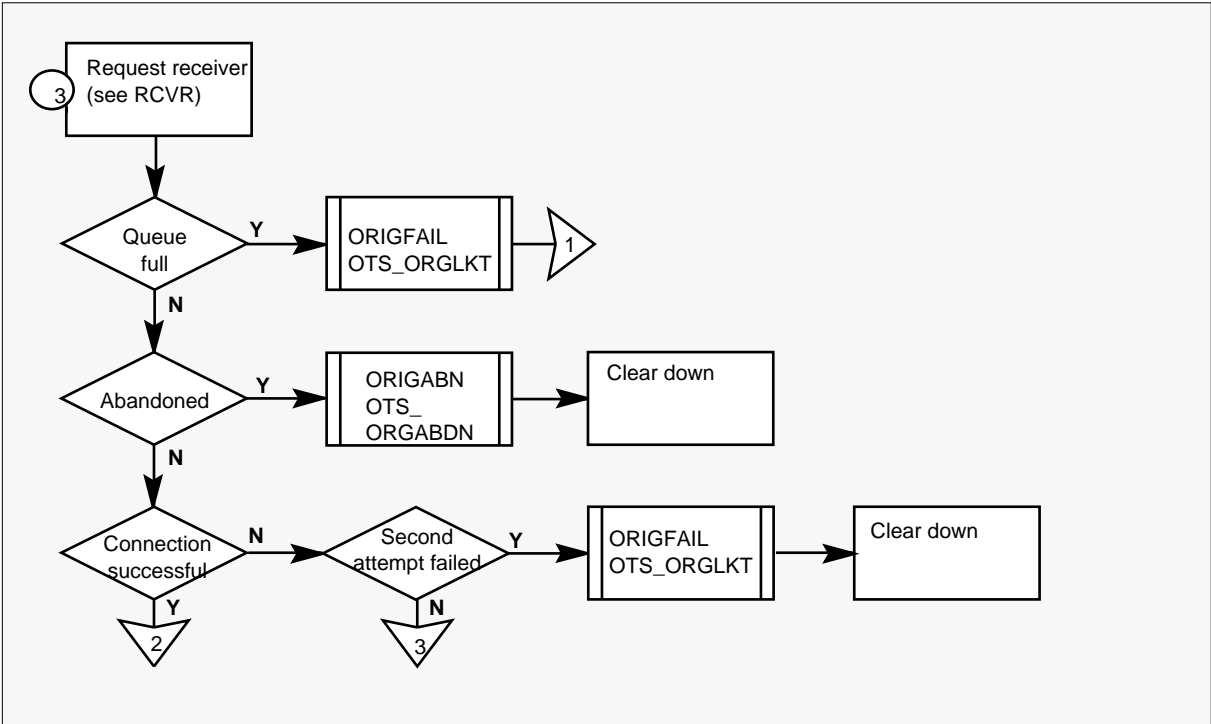 Request receiver
3
(see RCVR)
Queue
full
Y
ORIGFAIL
OTS_ORGLKT
1
N
Abandoned
Y
ORIGABN
OTS_
ORGABDN
Clear down
N
Connection
successful
N
Second
attempt failed
Y
ORIGFAIL
OTS_ORGLKT
Clear down
Y
2
N
3